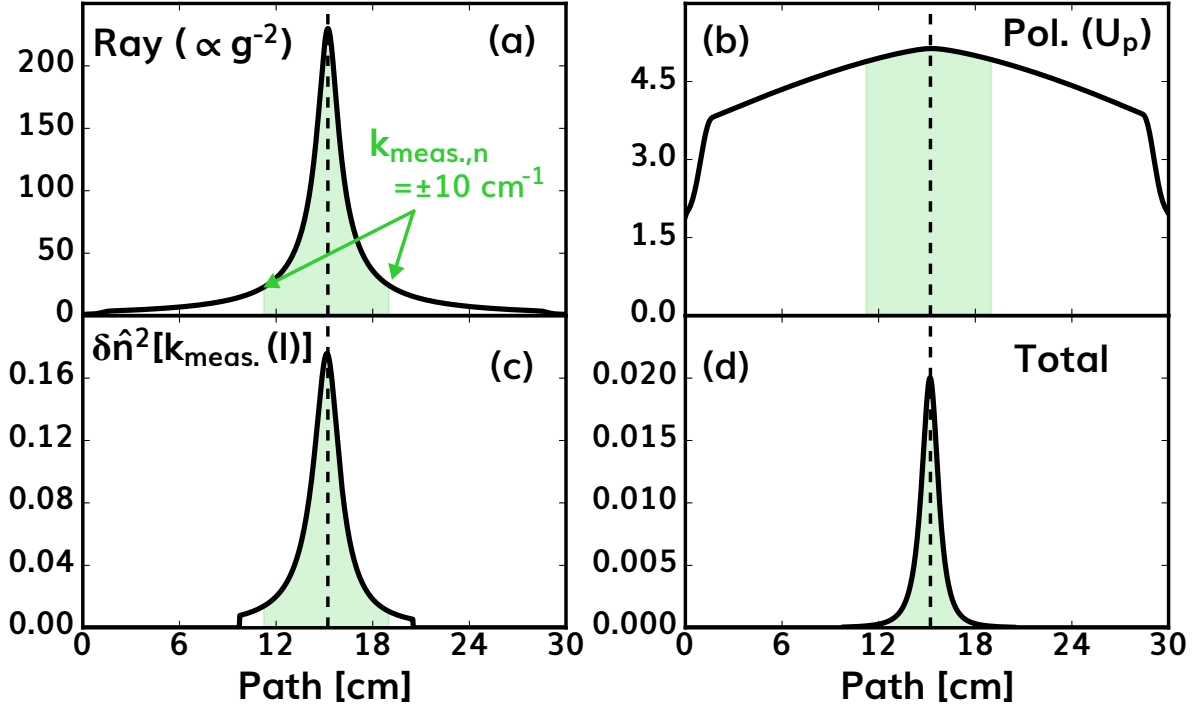 Ray (∝ g⁻²)
(a)
200
150
100
50
0
k_meas.,n
=±10 cm⁻¹
(b)
Pol. (U_p)
4.5
3.0
1.5
0.0
δn̂²[k_meas. (l)]
(c)
0.16
0.12
0.08
0.04
0.00
0 6 12 18 24 30
Path [cm]
(d)
Total
0.020
0.015
0.010
0.005
0.000
0 6 12 18 24 30
Path [cm]